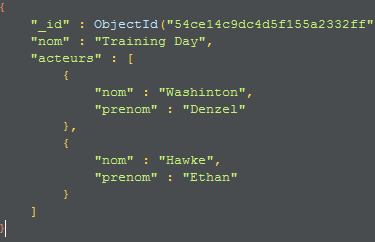 {
"_id" : ObjectId("54ce14c9dc4d5f155a2332ff"
"nom" : "Training Day",
"acteurs" : [
{
"nom" : "Washinton",
"prenom" : "Denzel"
},
{
"nom" : "Hawke",
"prenom" : "Ethan"
}
]
}